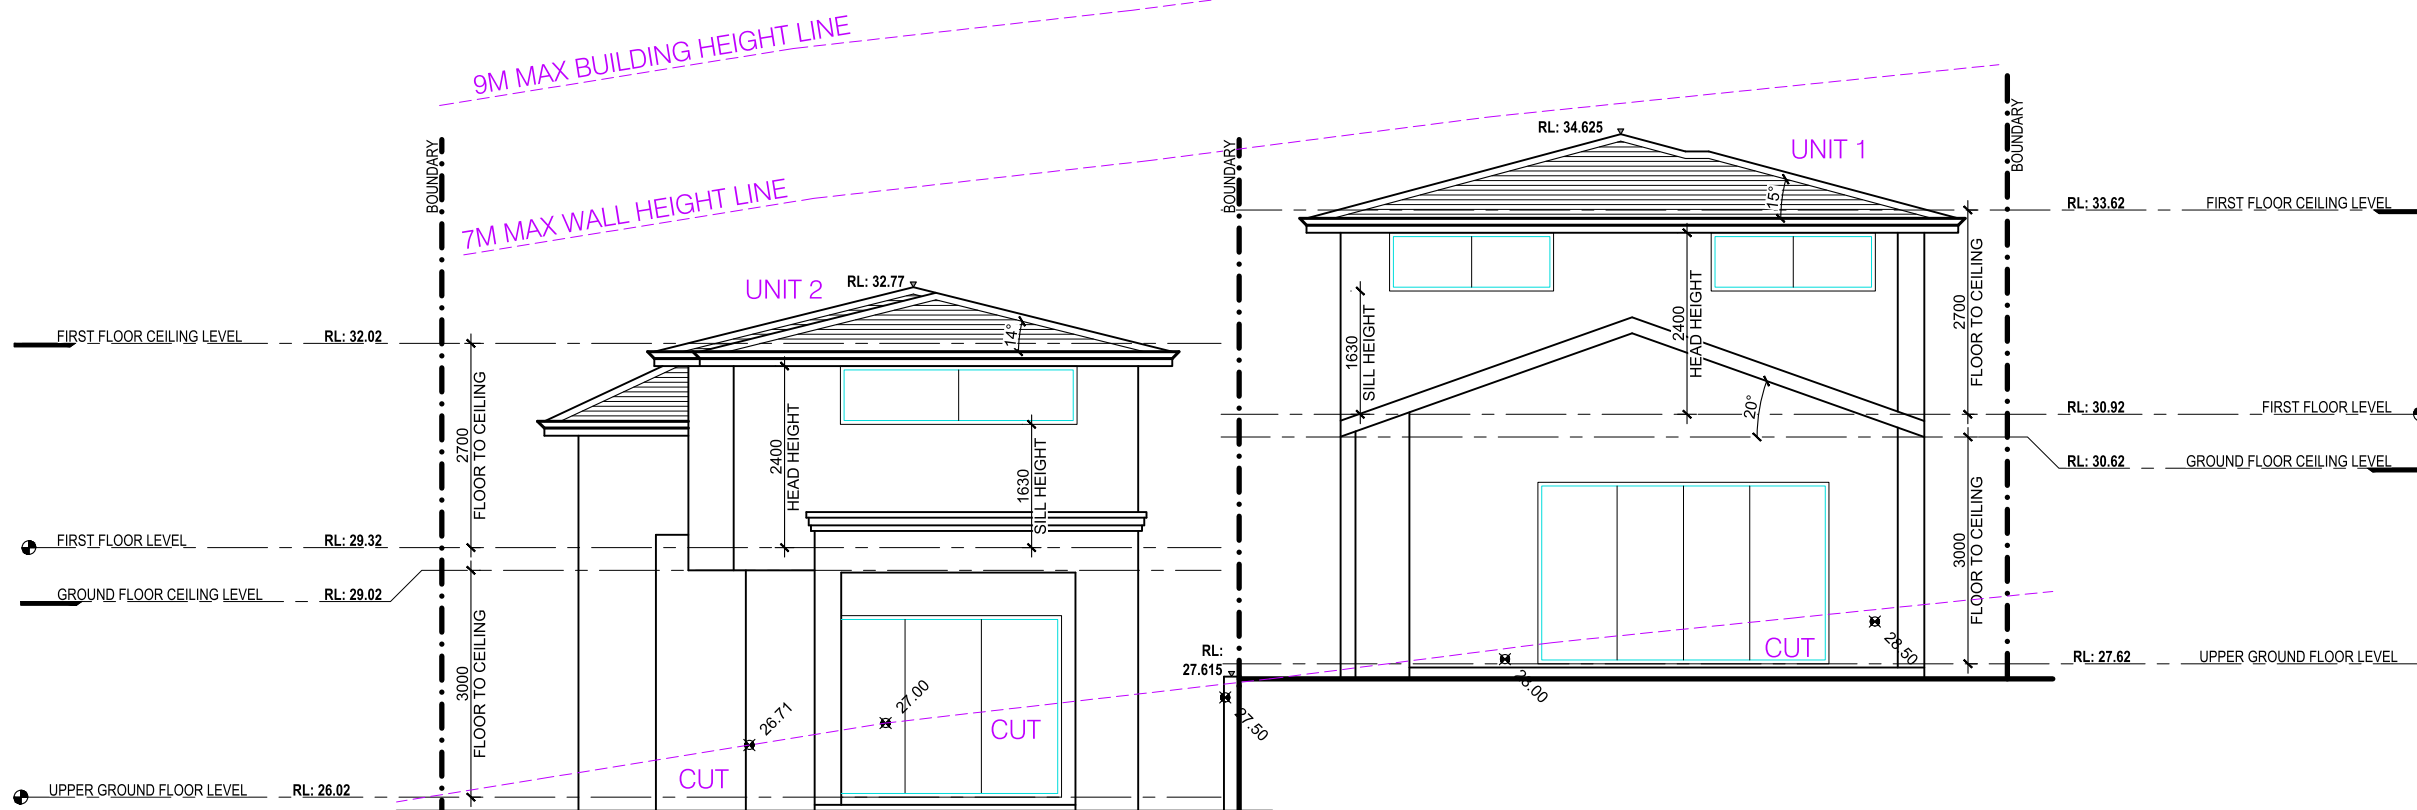 9M MAX BUILDING HEIGHT LINE
7M MAX WALL HEIGHT LINE
BOUNDARY
BOUNDARY
BOUNDARY
RL: 34.625
UNIT 1
15°
RL: 33.62
FIRST FLOOR CEILING LEVEL
UNIT 2
RL: 32.77
14°
FIRST FLOOR CEILING LEVEL
RL: 32.02
2700
FLOOR TO CEILING
2400
HEAD HEIGHT
1630
SILL HEIGHT
1630
SILL HEIGHT
2400
HEAD HEIGHT
20°
2700
FLOOR TO CEILING
RL: 30.92
FIRST FLOOR LEVEL
RL: 30.62
GROUND FLOOR CEILING LEVEL
FIRST FLOOR LEVEL
RL: 29.32
GROUND FLOOR CEILING LEVEL
RL: 29.02
3000
FLOOR TO CEILING
3000
FLOOR TO CEILING
RL:
27.615
RL: 27.62
UPPER GROUND FLOOR LEVEL
26.71
27.00
27.50
28.00
28.50
CUT
CUT
CUT
UPPER GROUND FLOOR LEVEL
RL: 26.02